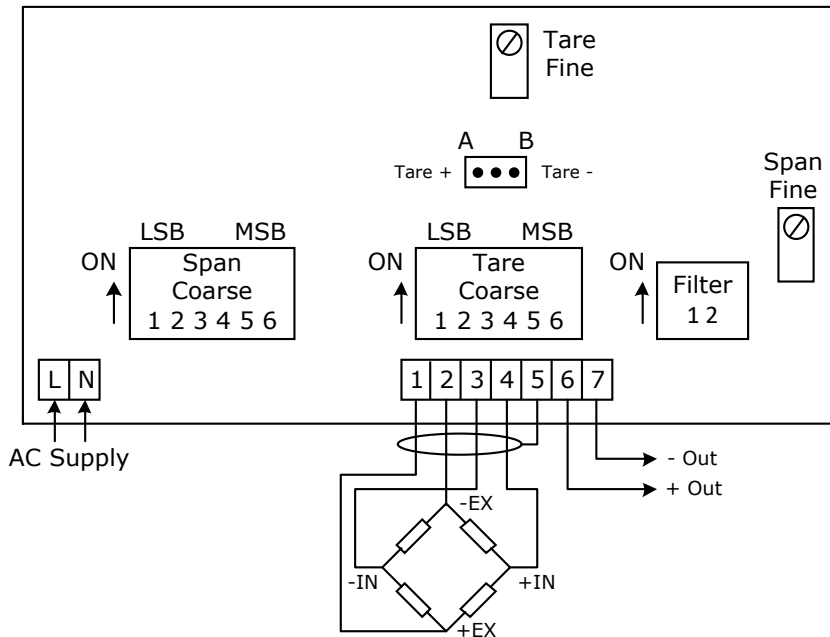 Tare
Fine
A B
Tare + Tare -
Span
Fine
LSB MSB
ON Span
Coarse
1 2 3 4 5 6
LSB MSB
ON Tare
Coarse
1 2 3 4 5 6
ON Filter
1 2
L N
1 2 3 4 5 6 7
AC Supply
- Out
+ Out
-EX
-IN +IN
+EX